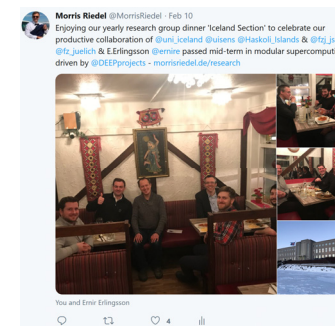 Morris Riedel @MorrisRiedel · Feb 10
Enjoying our yearly research group dinner 'Iceland Section' to celebrate our
productive collaboration of @uni_iceland @uisens @Haskoli_Islands & @fzj_js
@fz_juelich & E.Erlingsson @ernire passed mid-term in modular supercomputi
driven by @DEEPprojects - morrisriedel.de/research
You and Ernir Erlingsson
4